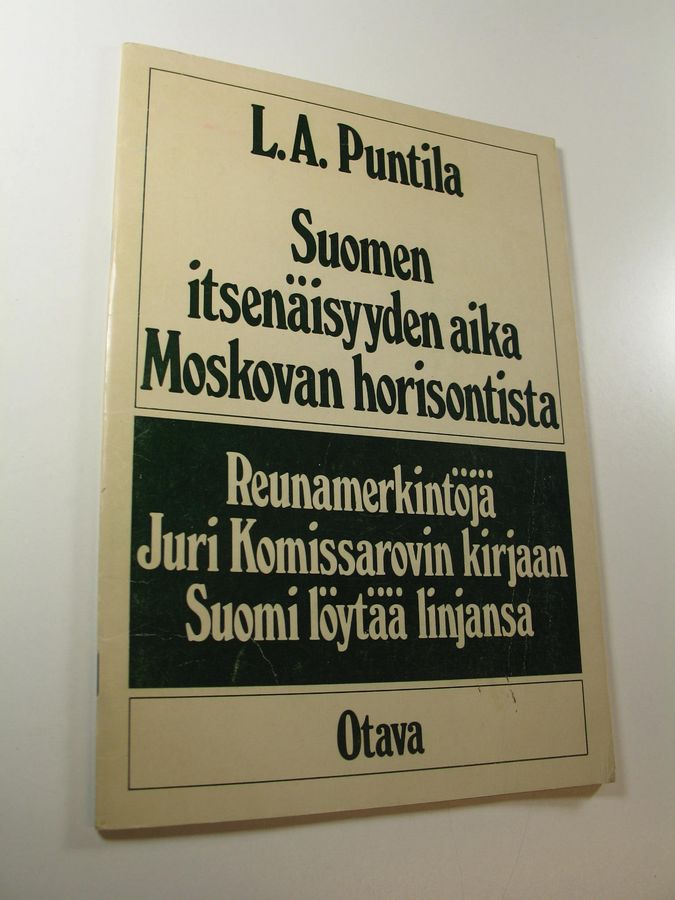 L.A. Puntila
Suomen
itsenäisyyden aika
Moskovan horisontista
Reunamerkintöjä
Juri Komissarovin kirjaan
Suomi löytää linjansa
Otava